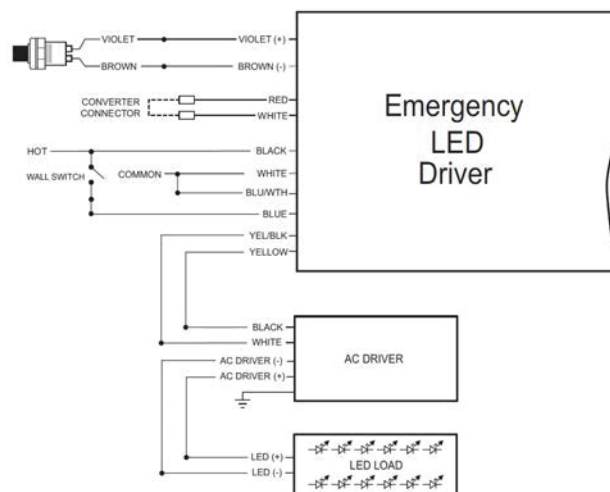 VIOLET VIOLET (+)
BROWN BROWN (-)
CONVERTER
CONNECTOR
RED
WHITE
HOT BLACK
WALL SWITCH COMMON WHITE
BLU/WTH
BLUE
YEL/BLK
YELLOW
Emergency
LED
Driver
BLACK
WHITE
AC DRIVER (-)
AC DRIVER (+)
AC DRIVER
LED (+)
LED (-)
LED LOAD